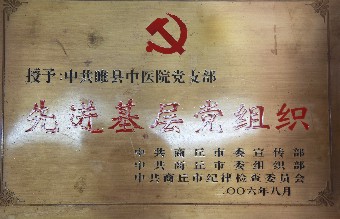 授予:中共睢县中医院党支部
先进基层党组织
中共商丘市委宣传部
中共商丘市委组织部
中共商丘市纪律检查委员会
二〇〇六年八月